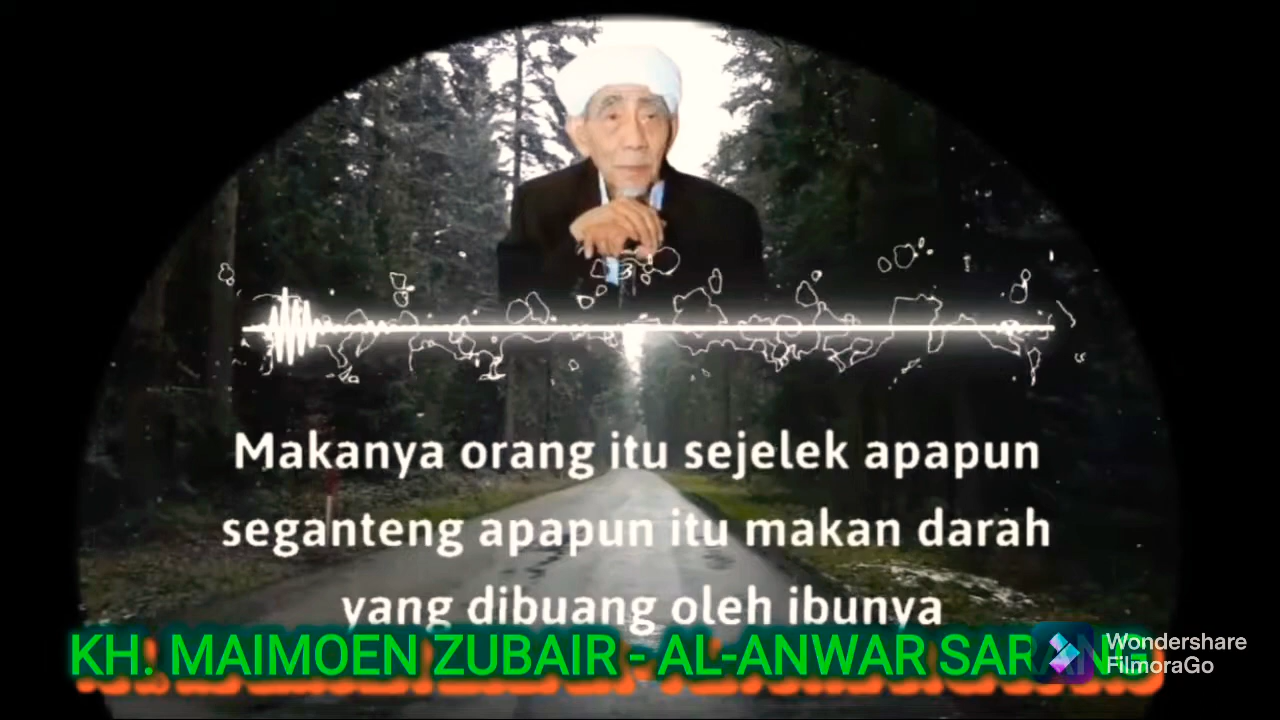 Makanya orang itu sejelek apapun
seganteng apapun itu makan darah
yang dibuang oleh ibunya
KH. MAIMOEN ZUBAIR - AL-ANWAR SARANG
Wondershare
FilmoraGo